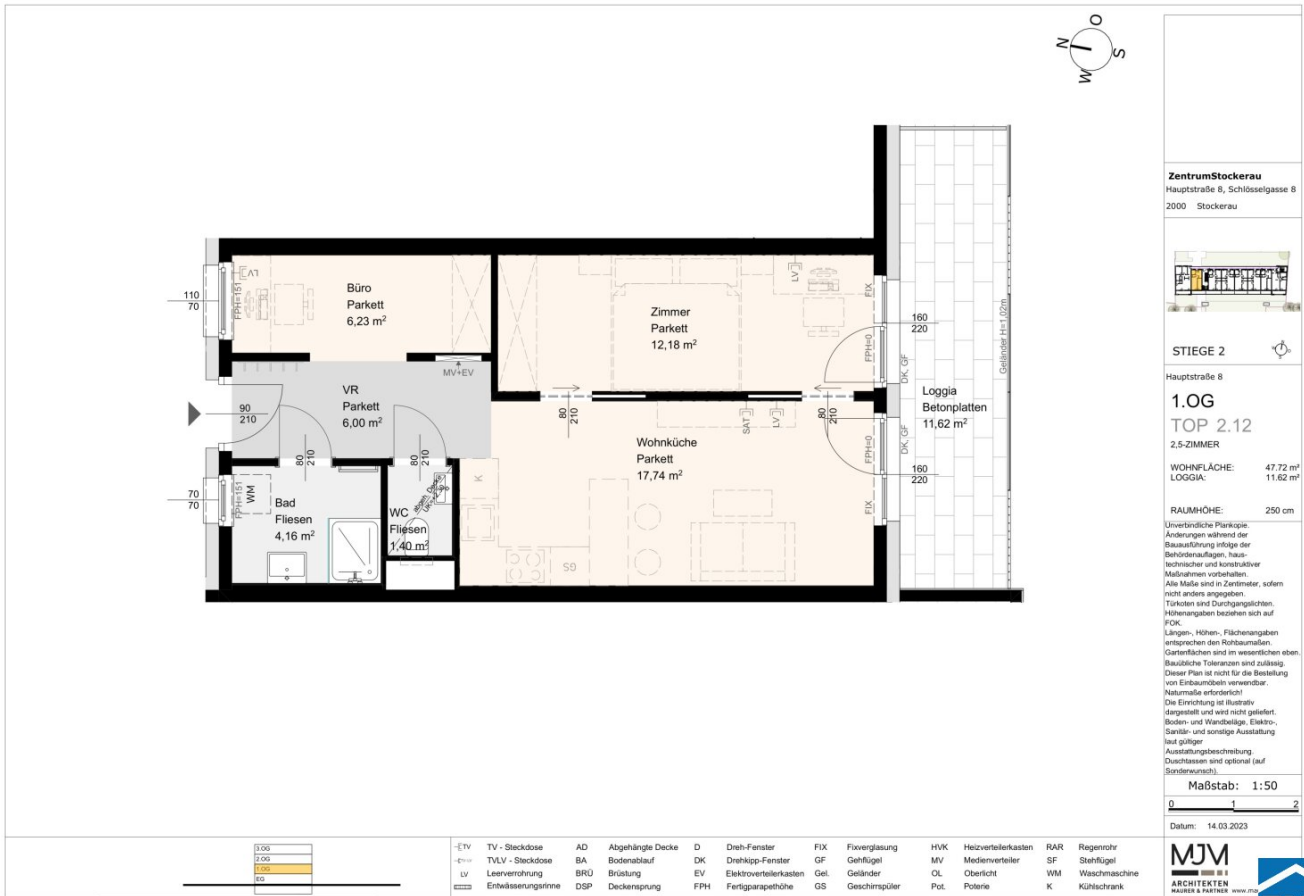 N
O
S
W
LV
FPH=151
Büro
Parkett
6,23 m²
110
70
Zimmer
Parkett
12,18 m²
LV
FIX
160
220
FPH=0
DK, GF
Geländer H=1,02m
MV+EV
VR
Parkett
6,00 m²
90
210
80
210
80
210
80
210
80
210
SAT
LV
Loggia
Betonplatten
11,62 m²
Wohnküche
Parkett
17,74 m²
FPH=0
DK, GF
160
220
FIX
K
GS
70
70
FPH=151
WM
Bad
Fliesen
4,16 m²
abgeh. Decke
WC
Fliesen
1,40 m²
ZentrumStockerau
Hauptstraße 8, Schlösselgasse 8
2000 Stockerau
STIEGE 2
Hauptstraße 8
1.OG
TOP 2.12
2,5-ZIMMER
WOHNFLÄCHE: 47.72 m²
LOGGIA: 11.62 m²
RAUMHÖHE: 250 cm
Unverbindliche Plankopie.
Änderungen während der
Bauausführung infolge der
Behördenauflagen, haus-
technischer und konstruktiver
Maßnahmen vorbehalten.
Alle Maße sind in Zentimeter, sofern
nicht anders angegeben.
Türkoten sind Durchgangslichten.
Höhenangaben beziehen sich auf
FOK.
Längen-, Höhen-, Flächenangaben
entsprechen den Rohbaumaßen.
Gartenflächen sind im wesentlichen eben.
Bauübliche Toleranzen sind zulässig.
Dieser Plan ist nicht für die Bestellung
von Einbaumöbeln verwendbar.
Naturmaße erforderlich!
Die Einrichtung ist illustrativ
dargestellt und wird nicht geliefert.
Boden- und Wandbeläge, Elektro-,
Sanitär- und sonstige Ausstattung
laut gültiger
Ausstattungsbeschreibung.
Duschtassen sind optional (auf
Sonderwunsch).
Maßstab: 1:50
0 1 2
Datum: 14.03.2023
MJM
ARCHITEKTEN
MAURER & PARTNER www.ma
3.OG
2.OG
1.OG
EG
TV TV - Steckdose AD Abgehängte Decke D Dreh-Fenster FIX Fixverglasung HVK Heizverteilerkasten RAR Regenrohr
TVLV - Steckdose BA Bodenablauf DK Drehkipp-Fenster GF Gehflügel MV Medienverteiler SF Stehflügel
LV Leerverrohrung BRÜ Brüstung EV Elektroverteilerkasten Gel. Geländer OL Oberlicht WM Waschmaschine
Entwässerungsrinne DSP Deckensprung FPH Fertigparapethöhe GS Geschirrspüler Pot. Poterie K Kühlschrank